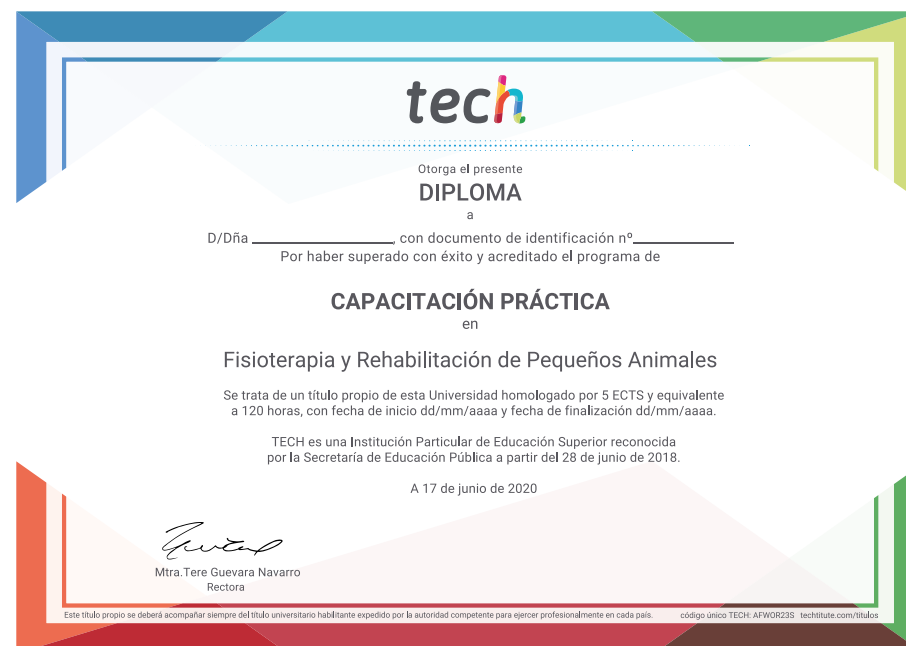 tech
Otorga el presente
DIPLOMA
a
D/Dña ____________________, con documento de identificación nº______________
Por haber superado con éxito y acreditado el programa de
CAPACITACIÓN PRÁCTICA
en
Fisioterapia y Rehabilitación de Pequeños Animales
Se trata de un título propio de esta Universidad homologado por 5 ECTS y equivalente
a 120 horas, con fecha de inicio dd/mm/aaaa y fecha de finalización dd/mm/aaaa.
TECH es una Institución Particular de Educación Superior reconocida
por la Secretaría de Educación Pública a partir del 28 de junio de 2018.
A 17 de junio de 2020
Mtra.Tere Guevara Navarro
Rectora
Este título propio se deberá acompañar siempre del título universitario habilitante expedido por la autoridad competente para ejercer profesionalmente en cada país. código único TECH: AFWOR23S techtitute.com/titulos